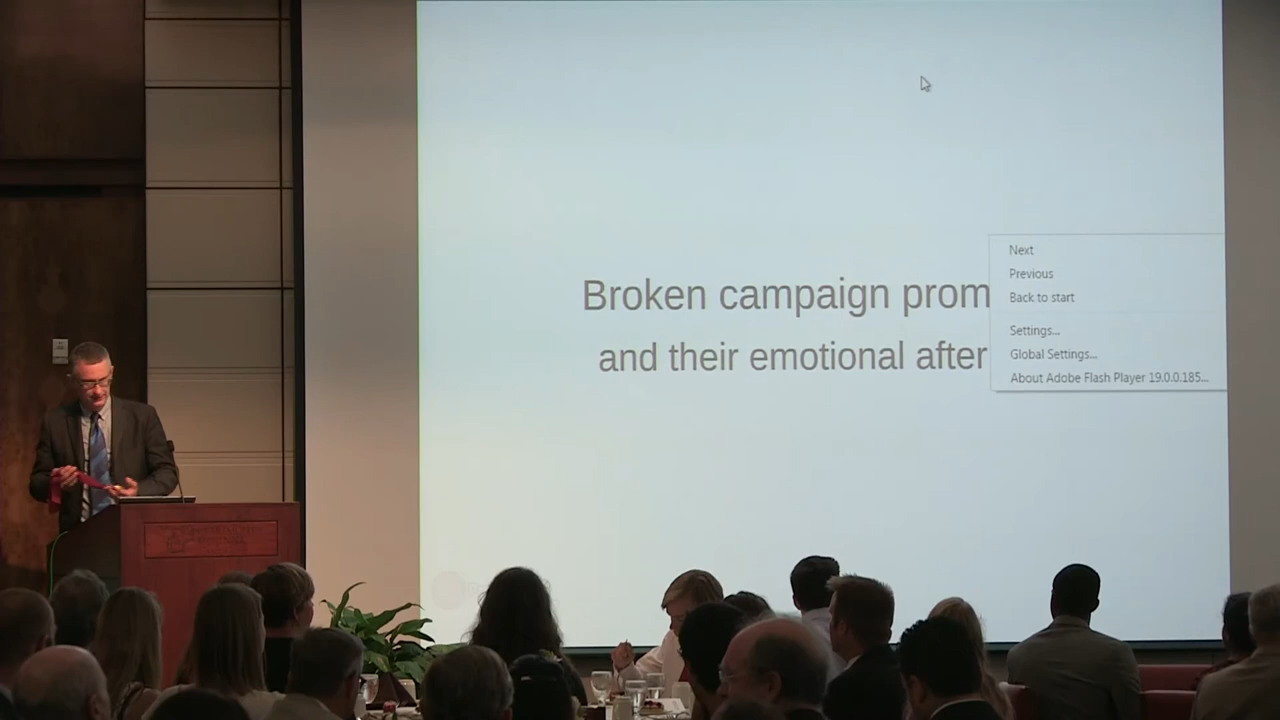 Broken campaign prom
and their emotional after
Next
Previous
Back to start
Settings...
Global Settings...
About Adobe Flash Player 19.0.0.185...